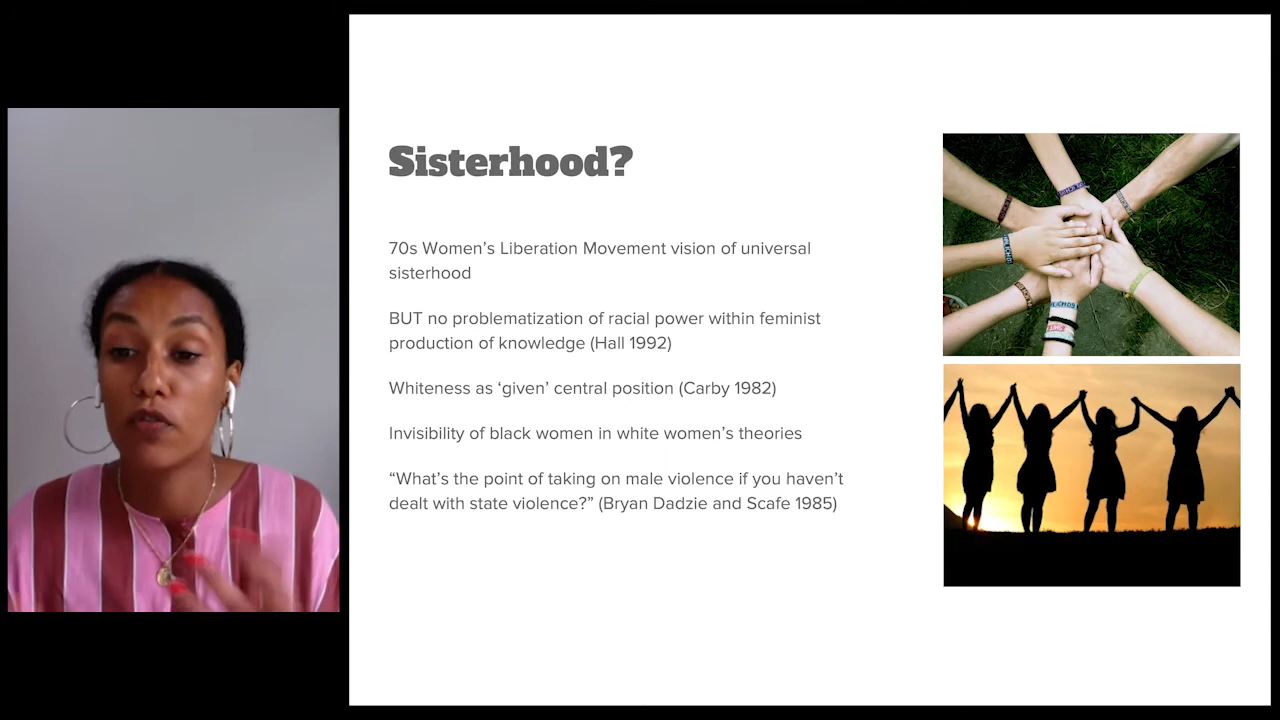 Sisterhood?
70s Women’s Liberation Movement vision of universal
sisterhood
BUT no problematization of racial power within feminist
production of knowledge (Hall 1992)
Whiteness as ‘given’ central position (Carby 1982)
Invisibility of black women in white women’s theories
“What’s the point of taking on male violence if you haven’t
dealt with state violence?” (Bryan Dadzie and Scafe 1985)